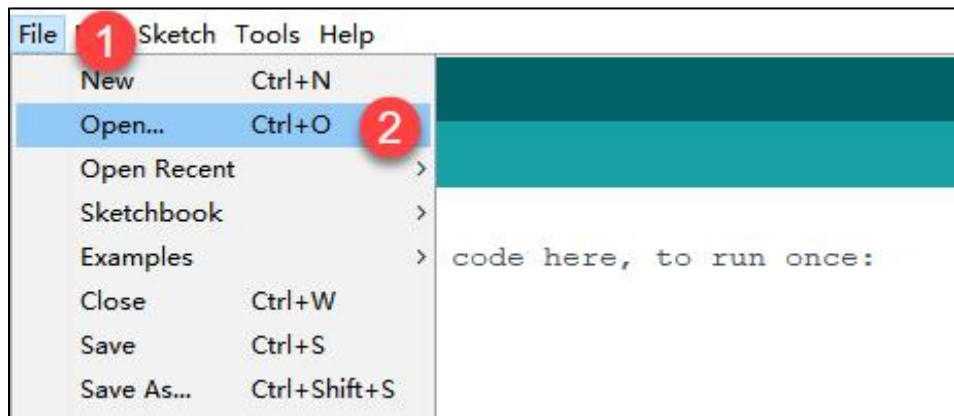 File Sketch Tools Help
1
New Ctrl+N
Open... Ctrl+O
2
Open Recent >
Sketchbook >
Examples >
code here, to run once:
Close Ctrl+W
Save Ctrl+S
Save As... Ctrl+Shift+S